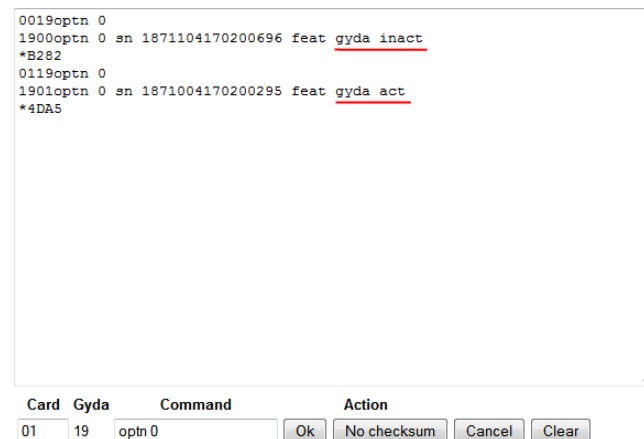 0019optn 0
1900optn 0 sn 1871104170200696 feat gyda inact
*B282
0119optn 0
1901optn 0 sn 1871004170200295 feat gyda act
*4DA5
Card Gyda Command Action
01 19 optn 0 Ok No checksum Cancel Clear